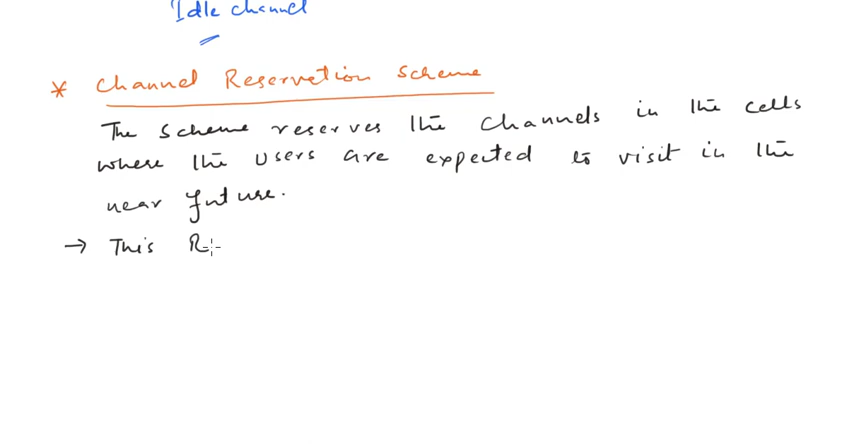 Idle channel
* Channel Reservation Scheme
The scheme reserves the channels in the cells
where the users are expected to visit in the
near future.
→ This R